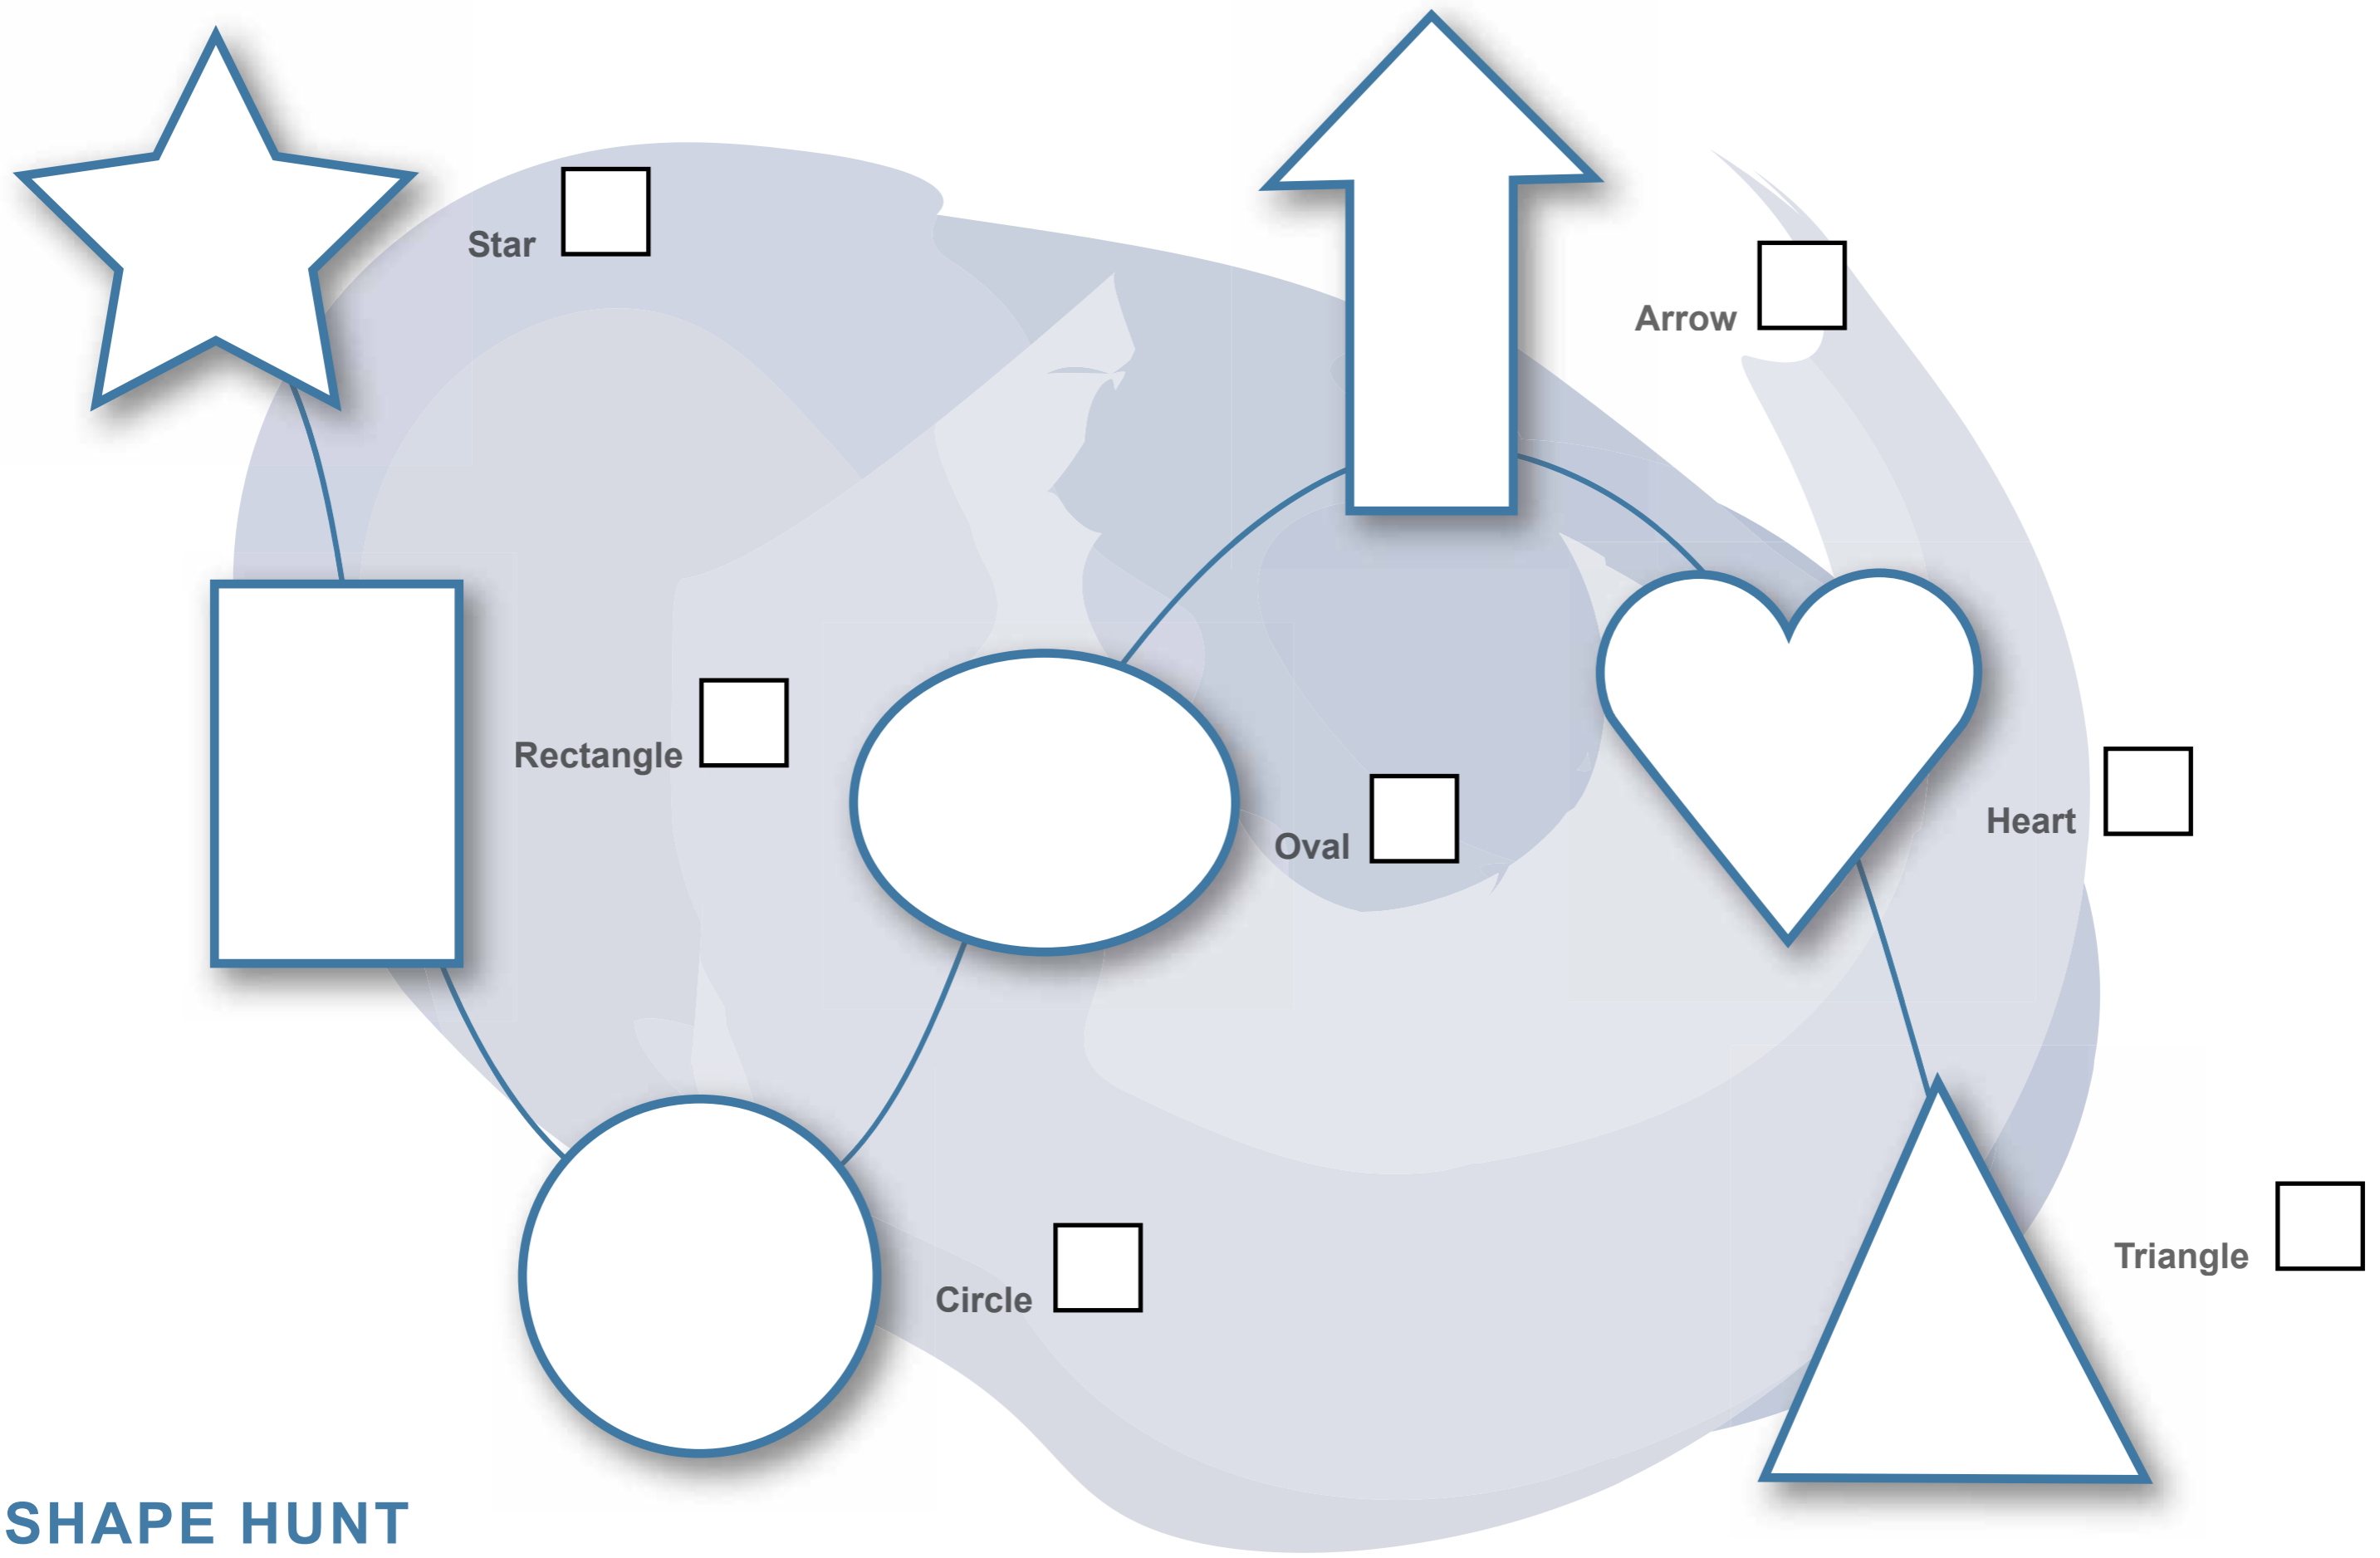 Star
Arrow
Rectangle
Oval
Heart
Circle
Triangle
SHAPE HUNT